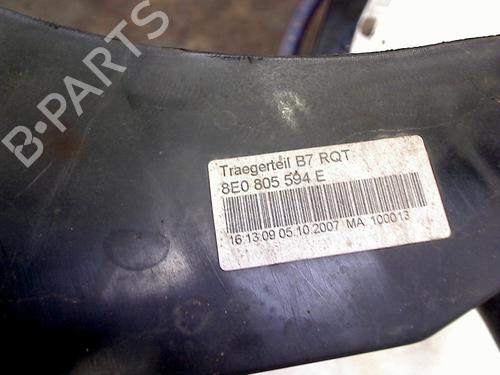 B-PARTS
Traegerteil B7 RQT
8E0 805 594 E
16.13.09 05.10.2007 MA: 100013